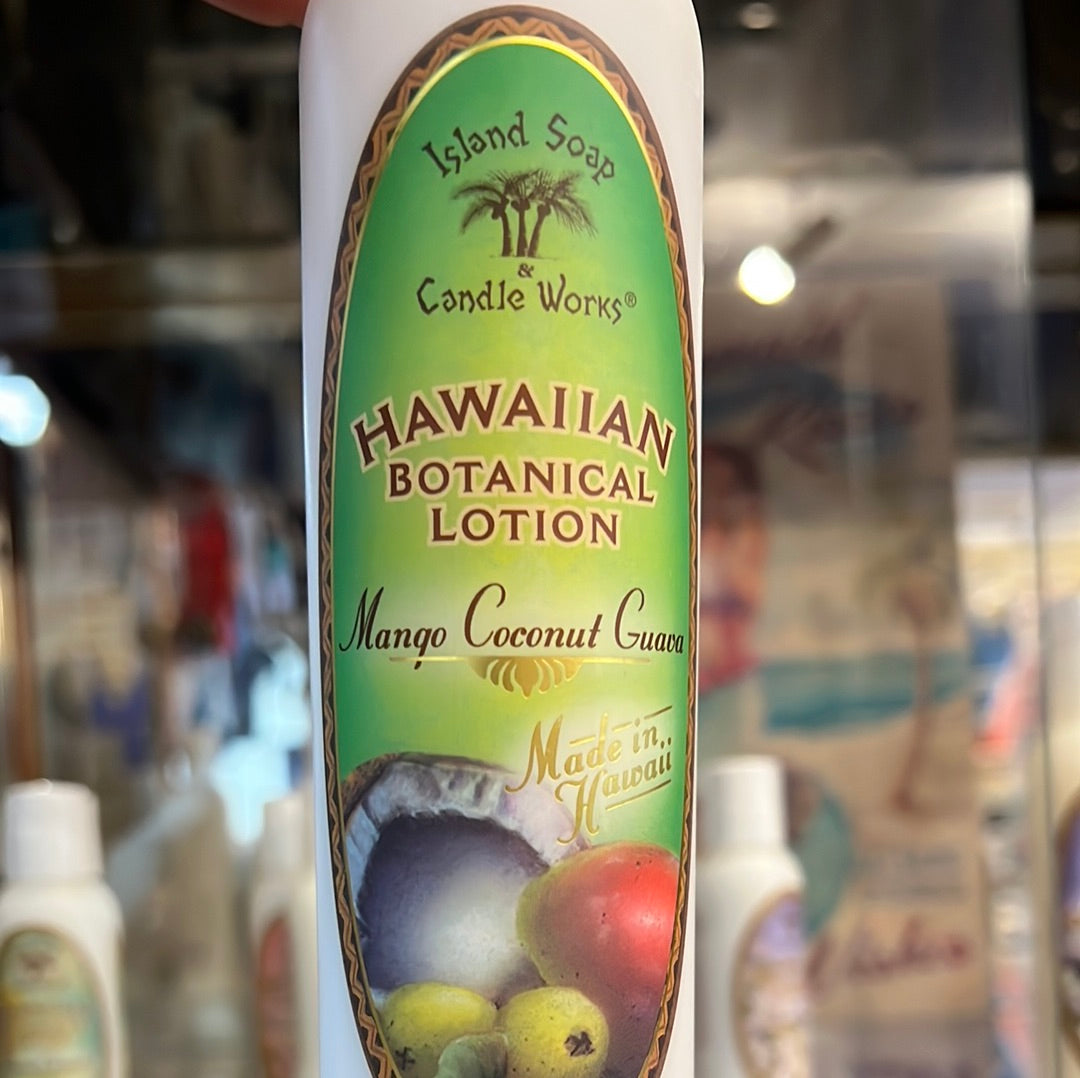 Island Soap
&
Candle Works®
HAWAIIAN
BOTANICAL
LOTION
Mango Coconut Guava
Made in
Hawaii